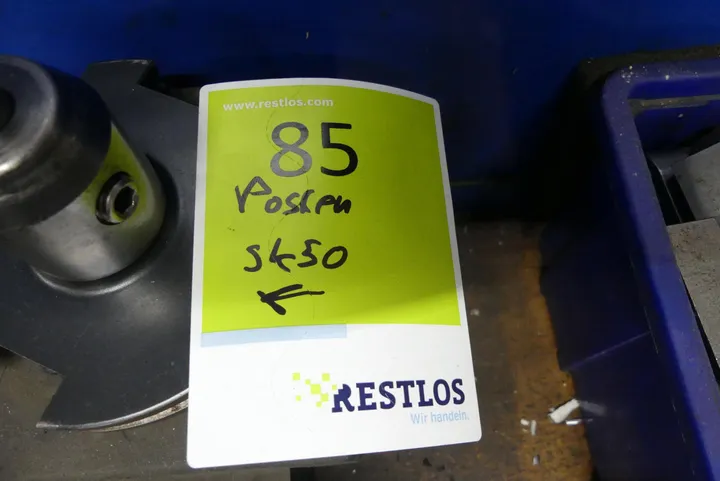 www.restlos.com
85
Posten
SK50
←
RESTLOS
Wir handeln.